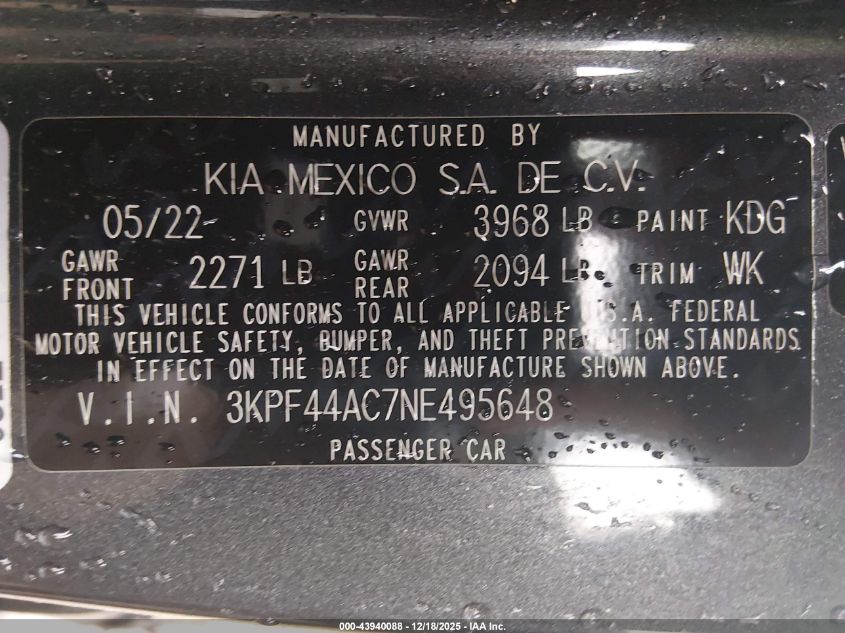 MANUFACTURED BY
KIA MEXICO S.A. DE C.V.
05/22 GVWR 3968 LB PAINT KDG
GAWR FRONT 2271 LB GAWR REAR 2094 LB TRIM WK
THIS VEHICLE CONFORMS TO ALL APPLICABLE U.S.A. FEDERAL
MOTOR VEHICLE SAFETY, BUMPER, AND THEFT PREVENTION STANDARDS
IN EFFECT ON THE DATE OF MANUFACTURE SHOWN ABOVE.
V.I.N. 3KPF44AC7NE495648
PASSENGER CAR
000-43940088 - 12/18/2025 - IAA Inc.